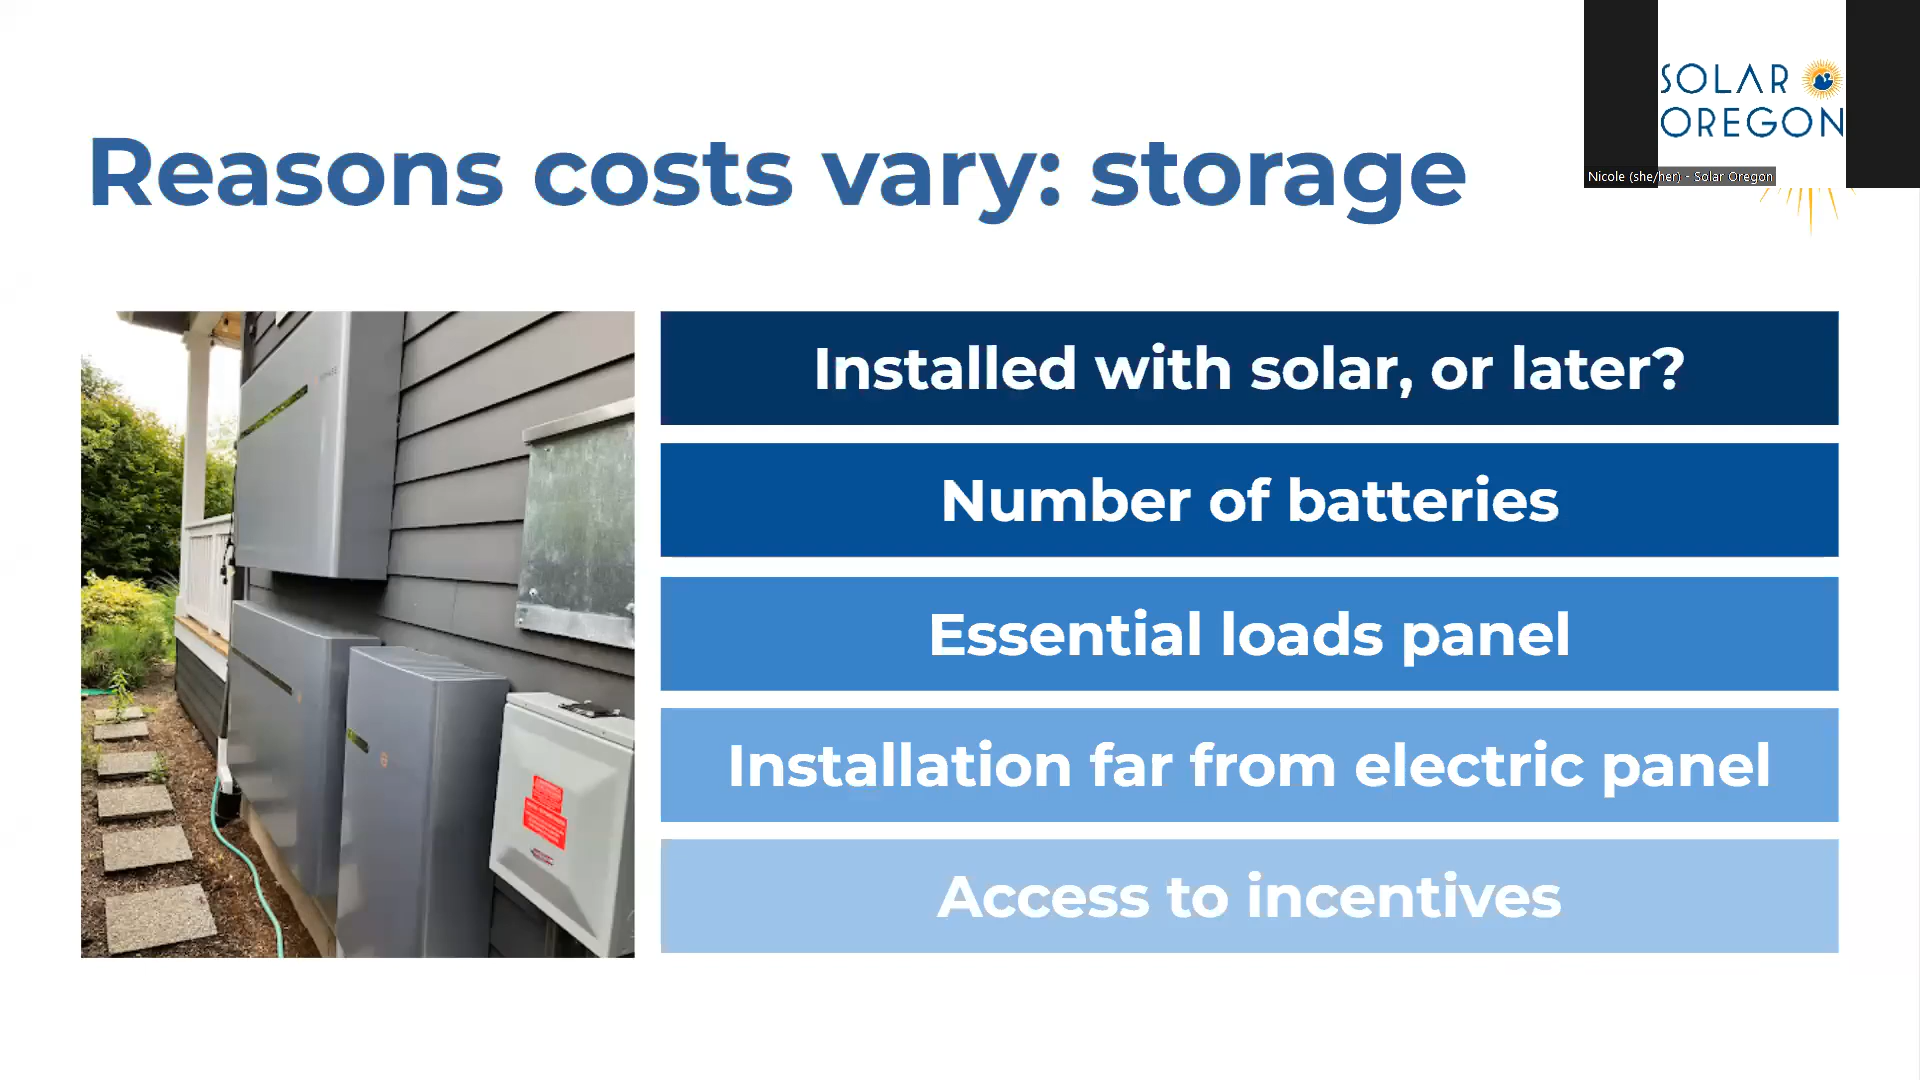 SOLAR
OREGON
Nicole (she/her) - Solar Oregon
Reasons costs vary: storage
Installed with solar, or later?
Number of batteries
Essential loads panel
Installation far from electric panel
Access to incentives